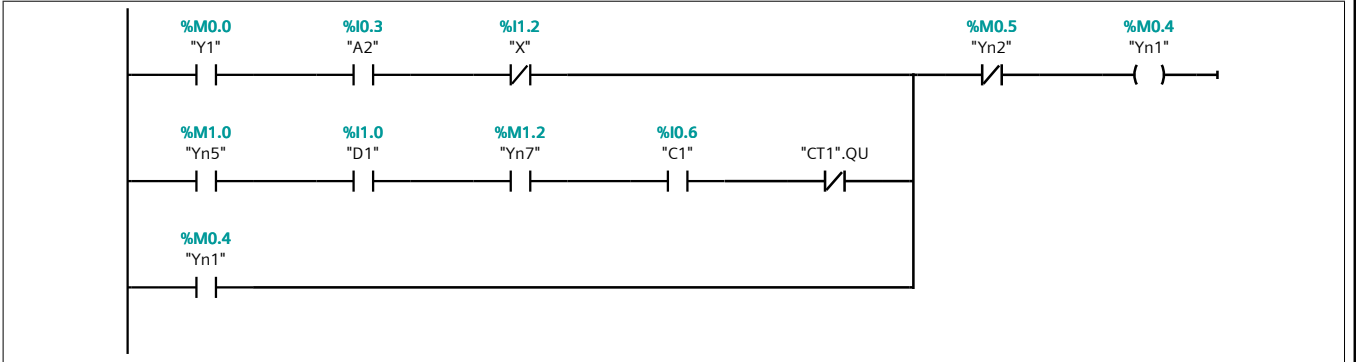 %M0.0 %I0.3 %I1.2 %M0.5 %M0.4
"Y1" "A2" "X" "Yn2" "Yn1"
%M1.0 %I1.0 %M1.2 %I0.6
"Yn5" "D1" "Yn7" "C1" "CT1".QU
%M0.4
"Yn1"